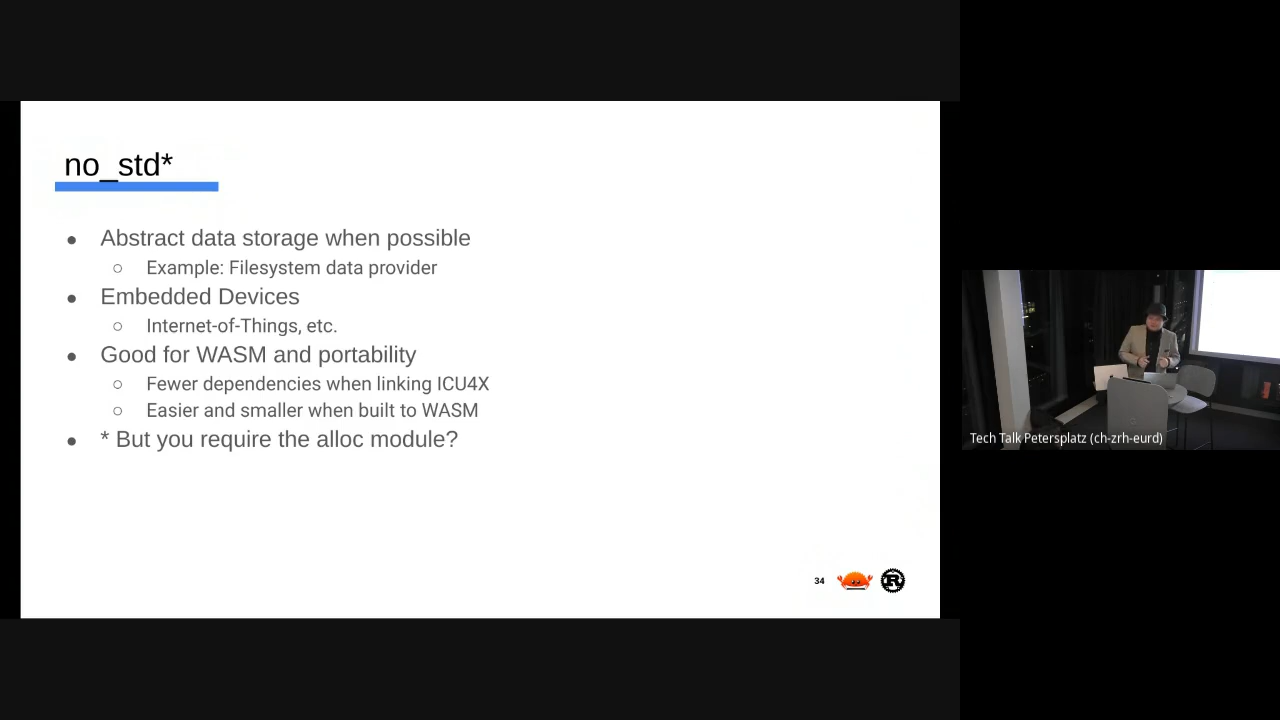 no_std*
● Abstract data storage when possible
○ Example: Filesystem data provider
● Embedded Devices
○ Internet-of-Things, etc.
● Good for WASM and portability
○ Fewer dependencies when linking ICU4X
○ Easier and smaller when built to WASM
● * But you require the alloc module?
34
R
Tech Talk Petersplatz (ch-zrh-eurd)